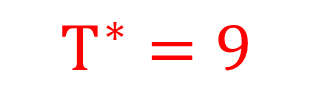 T* = 9